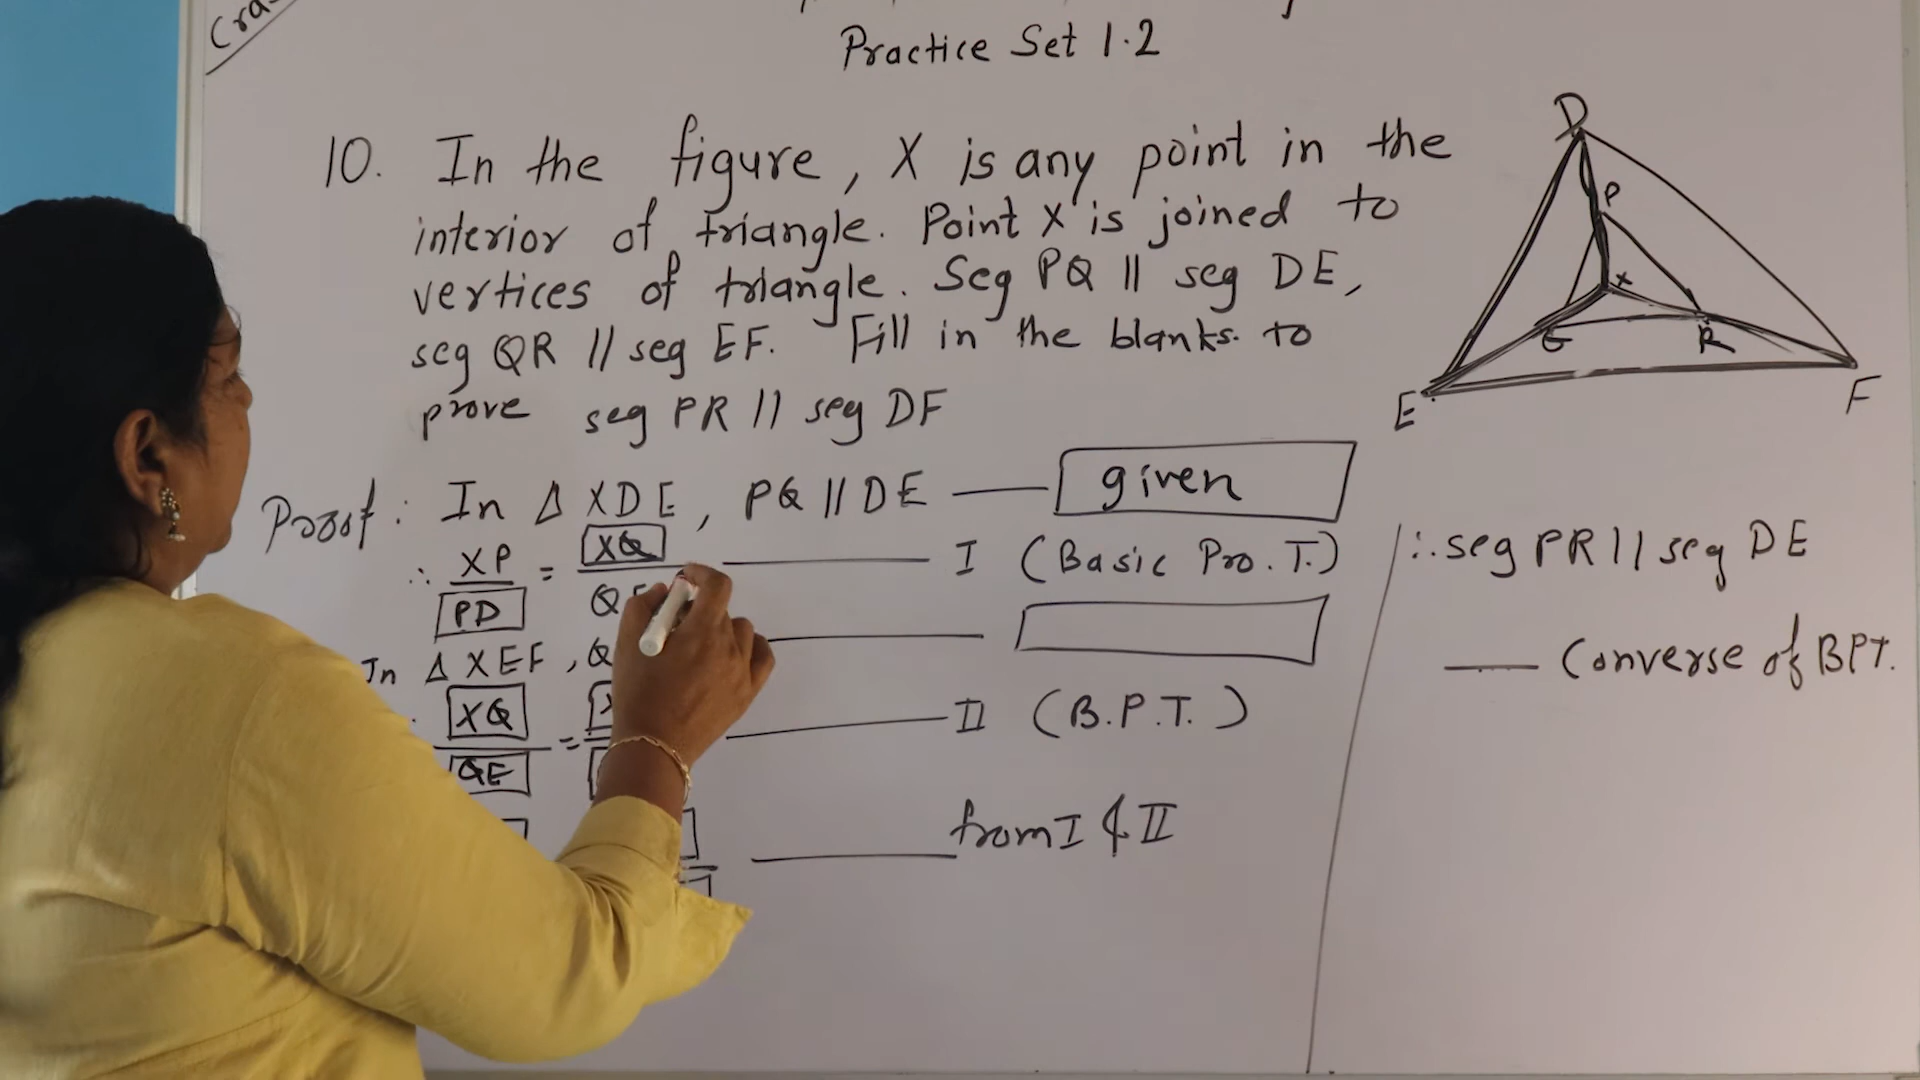 Practice Set 1.2
10. In the figure, X is any point in the
interior of triangle. Point X is joined to
vertices of triangle. Seg PQ || seg DE,
seg QR // seg EF. Fill in the blanks. to
prove seg PR // seg DF
D
P
X
R
E
F
Proof : In Δ XDE, PQ || DE — given
∴ XP / PD = XQ / — I (Basic Pro. T.)
In Δ XEF,
XQ / QE = — II (B.P.T.)
from I & II
∴ seg PR || seg DE
— Converse of BPT.